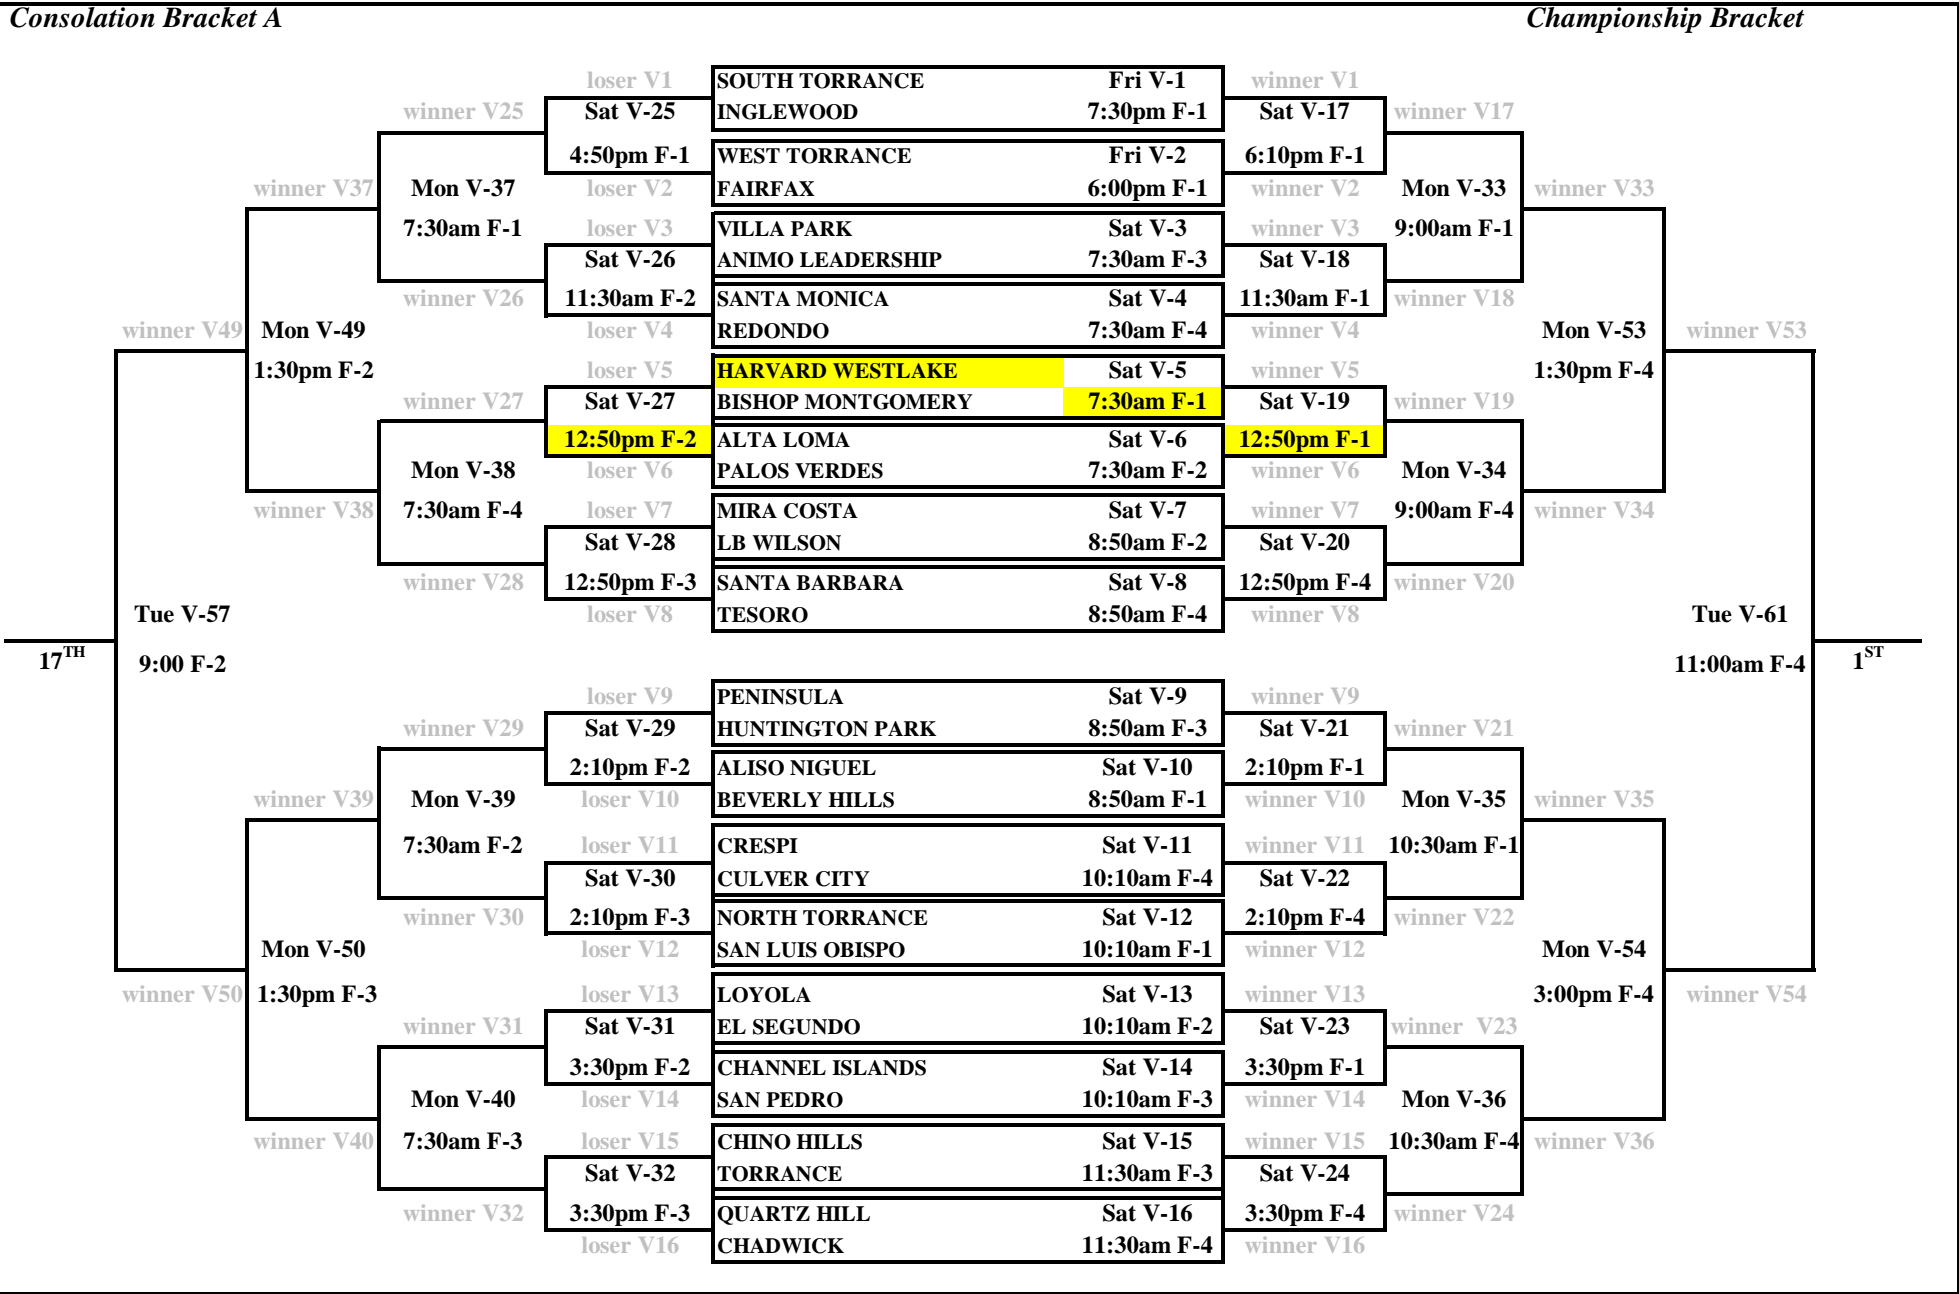 Consolation Bracket A Championship Bracket
loser V1 SOUTH TORRANCE Fri V-1 winner V1
winner V25 Sat V-25 INGLEWOOD 7:30pm F-1 Sat V-17 winner V17
4:50pm F-1 WEST TORRANCE Fri V-2 6:10pm F-1
winner V37 Mon V-37 loser V2 FAIRFAX 6:00pm F-1 winner V2 Mon V-33 winner V33
7:30am F-1 loser V3 VILLA PARK Sat V-3 winner V3 9:00am F-1
Sat V-26 ANIMO LEADERSHIP 7:30am F-3 Sat V-18
winner V26 11:30am F-2 SANTA MONICA Sat V-4 11:30am F-1 winner V18
winner V49 Mon V-49 loser V4 REDONDO 7:30am F-4 winner V4 Mon V-53 winner V53
1:30pm F-2 loser V5 HARVARD WESTLAKE Sat V-5 winner V5 1:30pm F-4
winner V27 Sat V-27 BISHOP MONTGOMERY 7:30am F-1 Sat V-19 winner V19
12:50pm F-2 ALTA LOMA Sat V-6 12:50pm F-1
Mon V-38 loser V6 PALOS VERDES 7:30am F-2 winner V6 Mon V-34
winner V38 7:30am F-4 loser V7 MIRA COSTA Sat V-7 winner V7 9:00am F-4 winner V34
Sat V-28 LB WILSON 8:50am F-2 Sat V-20
winner V28 12:50pm F-3 SANTA BARBARA Sat V-8 12:50pm F-4 winner V20
Tue V-57 loser V8 TESORO 8:50am F-4 winner V8 Tue V-61
17TH 9:00 F-2 11:00am F-4 1ST
loser V9 PENINSULA Sat V-9 winner V9
winner V29 Sat V-29 HUNTINGTON PARK 8:50am F-3 Sat V-21 winner V21
2:10pm F-2 ALISO NIGUEL Sat V-10 2:10pm F-1
winner V39 Mon V-39 loser V10 BEVERLY HILLS 8:50am F-1 winner V10 Mon V-35 winner V35
7:30am F-2 loser V11 CRESPI Sat V-11 winner V11 10:30am F-1
Sat V-30 CULVER CITY 10:10am F-4 Sat V-22
winner V30 2:10pm F-3 NORTH TORRANCE Sat V-12 2:10pm F-4 winner V22
Mon V-50 loser V12 SAN LUIS OBISPO 10:10am F-1 winner V12 Mon V-54
winner V50 1:30pm F-3 loser V13 LOYOLA Sat V-13 winner V13 3:00pm F-4 winner V54
winner V31 Sat V-31 EL SEGUNDO 10:10am F-2 Sat V-23 winner V23
3:30pm F-2 CHANNEL ISLANDS Sat V-14 3:30pm F-1
Mon V-40 loser V14 SAN PEDRO 10:10am F-3 winner V14 Mon V-36
winner V40 7:30am F-3 loser V15 CHINO HILLS Sat V-15 winner V15 10:30am F-4 winner V36
Sat V-32 TORRANCE 11:30am F-3 Sat V-24
winner V32 3:30pm F-3 QUARTZ HILL Sat V-16 3:30pm F-4 winner V24
loser V16 CHADWICK 11:30am F-4 winner V16